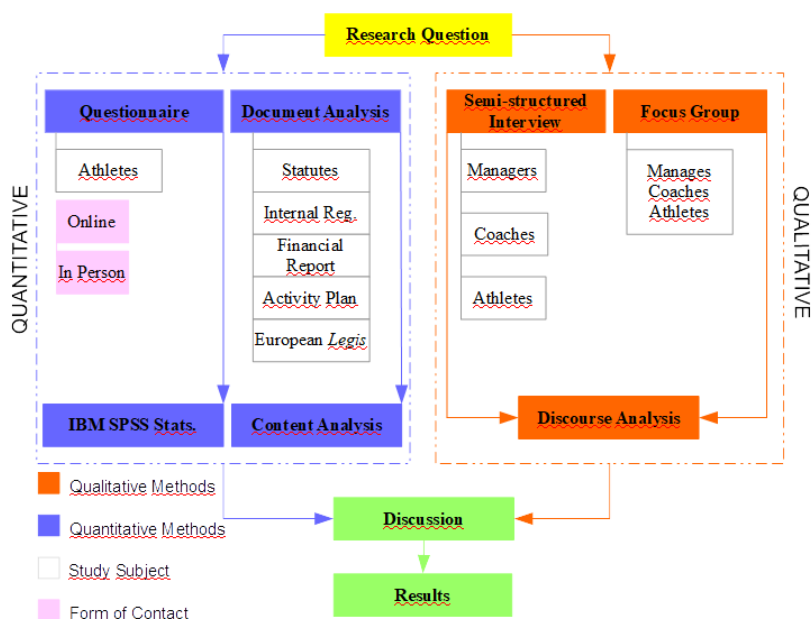 Research Question
Questionnaire
Document Analysis
Semi-structured
Interview
Focus Group
QUANTITATIVE
Athletes
Online
In Person
Statutes
Internal Reg.
Financial
Report
Activity Plan
European Legis
Managers
Coaches
Athletes
Manages
Coaches
Athletes
QUALITATIVE
IBM SPSS Stats.
Content Analysis
Discourse Analysis
Qualitative Methods
Quantitative Methods
Study Subject
Form of Contact
Discussion
Results